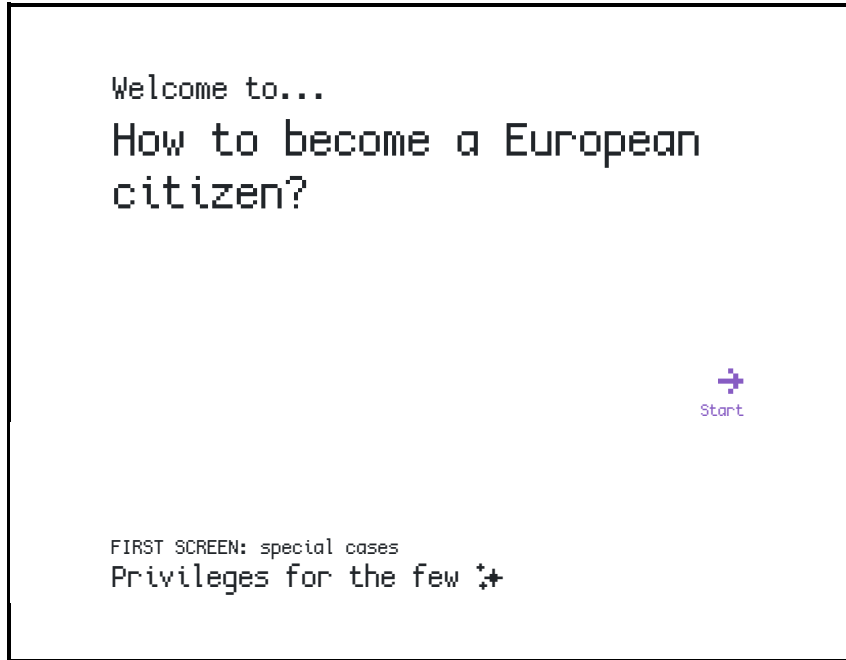 Welcome to...
How to become a European
citizen?
Start
FIRST SCREEN: special cases
Privileges for the few